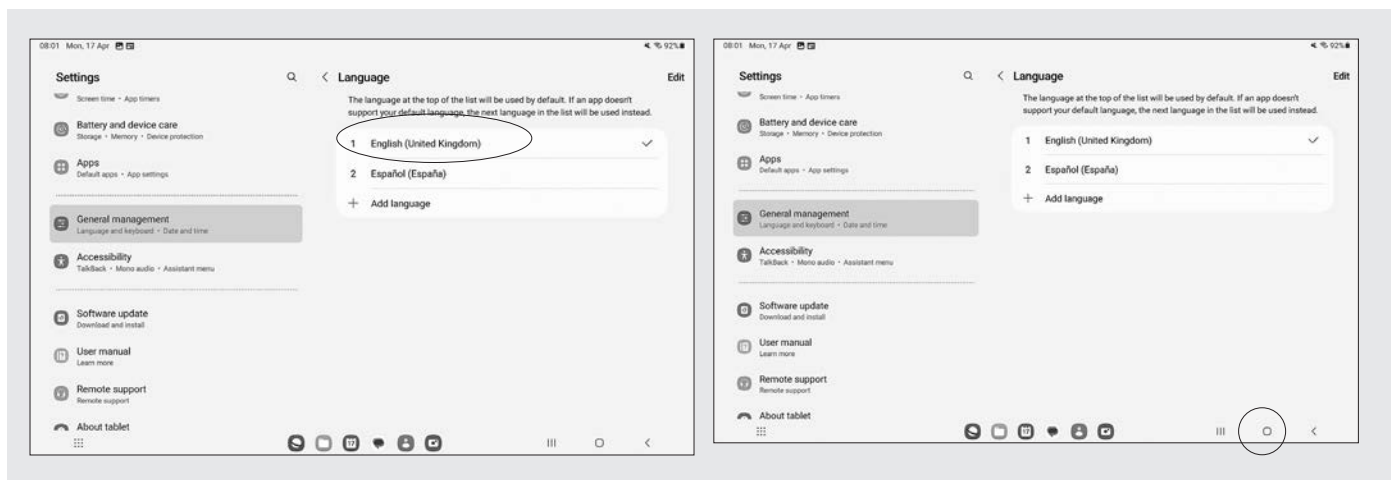 08:01 Mon, 17 Apr
92%
Settings
Screen time • App timers
Battery and device care
Storage • Memory • Device protection
Apps
Default apps • App settings
General management
Language and keyboard • Date and time
Accessibility
TalkBack • Mono audio • Assistant menu
Software update
Download and install
User manual
Learn more
Remote support
Remote support
About tablet
Language
Edit
The language at the top of the list will be used by default. If an app doesn't
support your default language, the next language in the list will be used instead.
1 English (United Kingdom)
2 Español (España)
+ Add language
17
08:01 Mon, 17 Apr
92%
Settings
Screen time • App timers
Battery and device care
Storage • Memory • Device protection
Apps
Default apps • App settings
General management
Language and keyboard • Date and time
Accessibility
TalkBack • Mono audio • Assistant menu
Software update
Download and install
User manual
Learn more
Remote support
Remote support
About tablet
Language
Edit
The language at the top of the list will be used by default. If an app doesn't
support your default language, the next language in the list will be used instead.
1 English (United Kingdom)
2 Español (España)
+ Add language
17